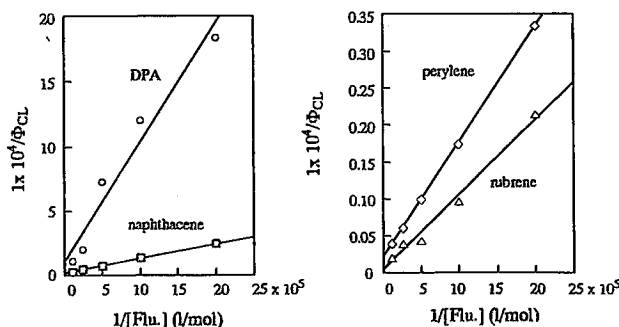 20
15
10
5
0
1x 10⁴/Φ_CL
DPA
naphthacene
0 5 10 15 20 25 x 10⁵
1/[Flu.] (l/mol)
0.35
0.30
0.25
0.20
0.15
0.10
0.05
0
1x 10⁴/Φ_CL
perylene
rubrene
0 5 10 15 20 25 x 10⁵
1/[Flu.] (l/mol)